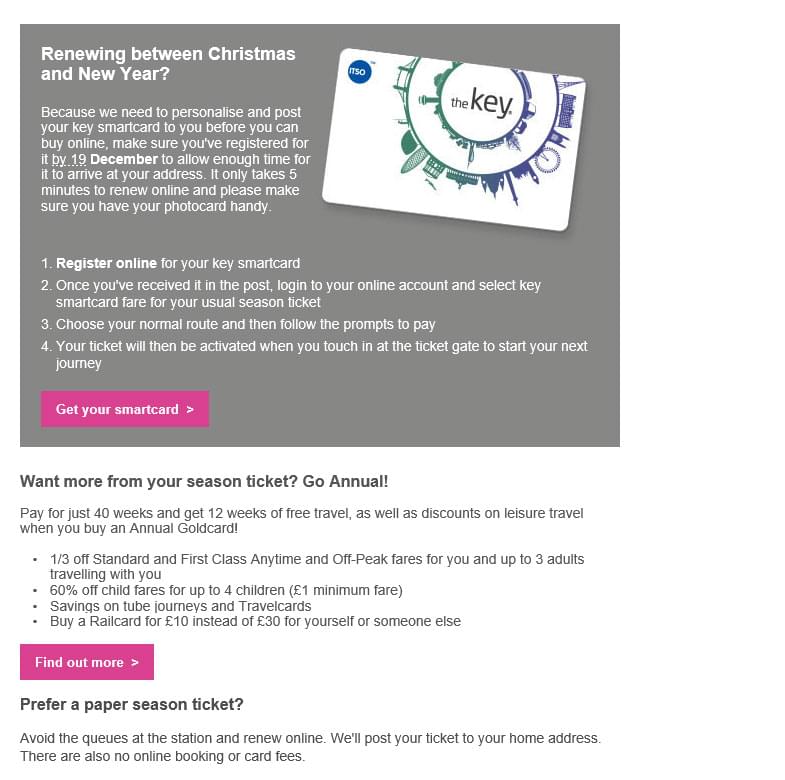 Renewing between Christmas
and New Year?
ITSO
the key.
Because we need to personalise and post
your key smartcard to you before you can
buy online, make sure you've registered for
it by 19 December to allow enough time for
it to arrive at your address. It only takes 5
minutes to renew online and please make
sure you have your photocard handy.
1. Register online for your key smartcard
2. Once you've received it in the post, login to your online account and select key
smartcard fare for your usual season ticket
3. Choose your normal route and then follow the prompts to pay
4. Your ticket will then be activated when you touch in at the ticket gate to start your next
journey
Get your smartcard >
Want more from your season ticket? Go Annual!
Pay for just 40 weeks and get 12 weeks of free travel, as well as discounts on leisure travel
when you buy an Annual Goldcard!
• 1/3 off Standard and First Class Anytime and Off-Peak fares for you and up to 3 adults
travelling with you
• 60% off child fares for up to 4 children (£1 minimum fare)
• Savings on tube journeys and Travelcards
• Buy a Railcard for £10 instead of £30 for yourself or someone else
Find out more >
Prefer a paper season ticket?
Avoid the queues at the station and renew online. We'll post your ticket to your home address.
There are also no online booking or card fees.